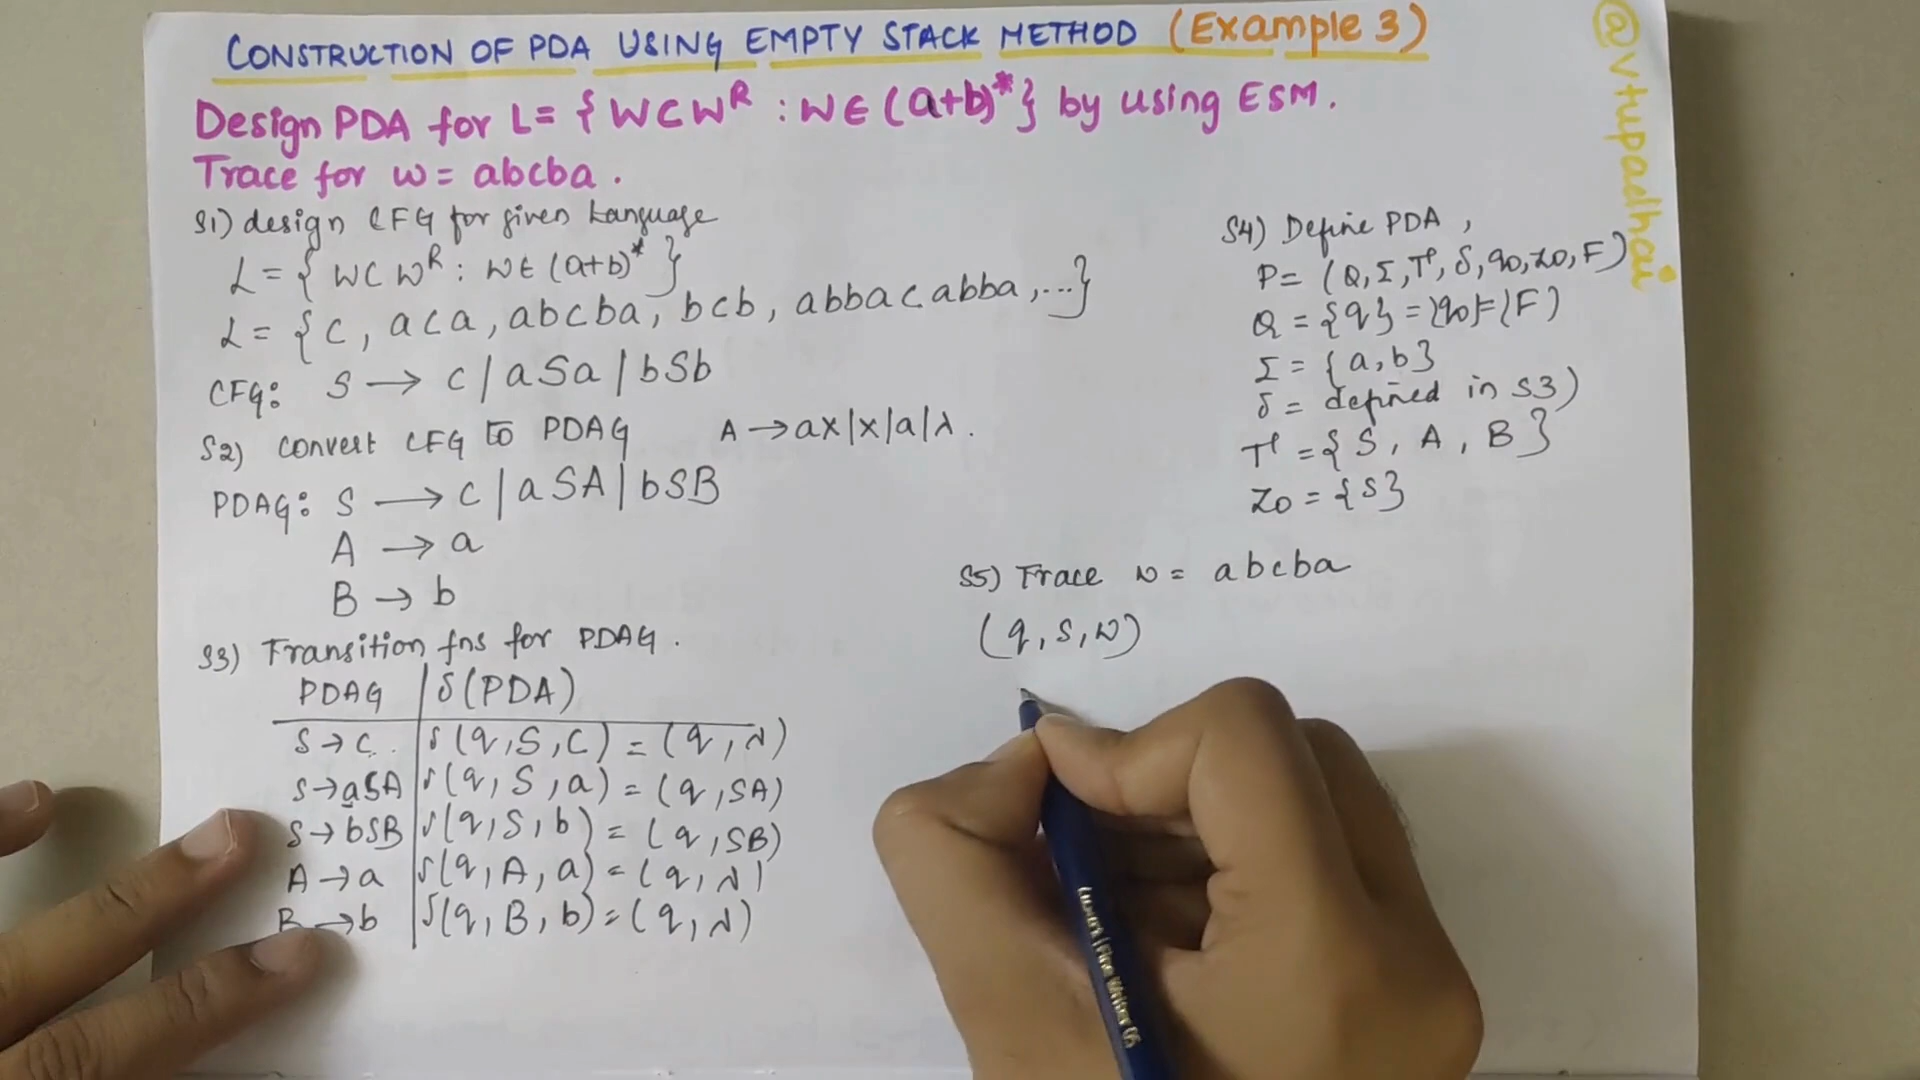 CONSTRUCTION OF PDA USING EMPTY STACK METHOD (Example 3)
Design PDA for L= { WCW^R : W∈ (a+b)^* } by using ESM.
Trace for w= abcba .
S1) design CFG for given Language
L = { WCW^R : W∈ (a+b)^* }
L = { c, aca, abcba, bcb, abbacabba, ...}
CFG: S → c | aSa | bSb
S2) Convert CFG to PDAG A → ax|x|a|λ .
PDAG: S → c | aSA | bSB
A → a
B → b
S3) Transition fns for PDAG .
PDAG | δ(PDA)
S → c . δ(q, S, C) = (q, λ)
S → aSA δ(q, S, a) = (q, SA)
S → bSB δ(q, S, b) = (q, SB)
A → a δ(q, A, a) = (q, λ)
B → b δ(q, B, b) = (q, λ)
S4) Define PDA ,
P= (Q, Σ, Γ, δ, q0, z0, F)
Q = {q} = {q0} = {F}
Σ = {a, b}
δ = defined in S3)
Γ = { S, A, B }
Z0 = {S}
S5) Trace w = abcba
(q, S, w)
@vtupadhai
Fine Writer 05